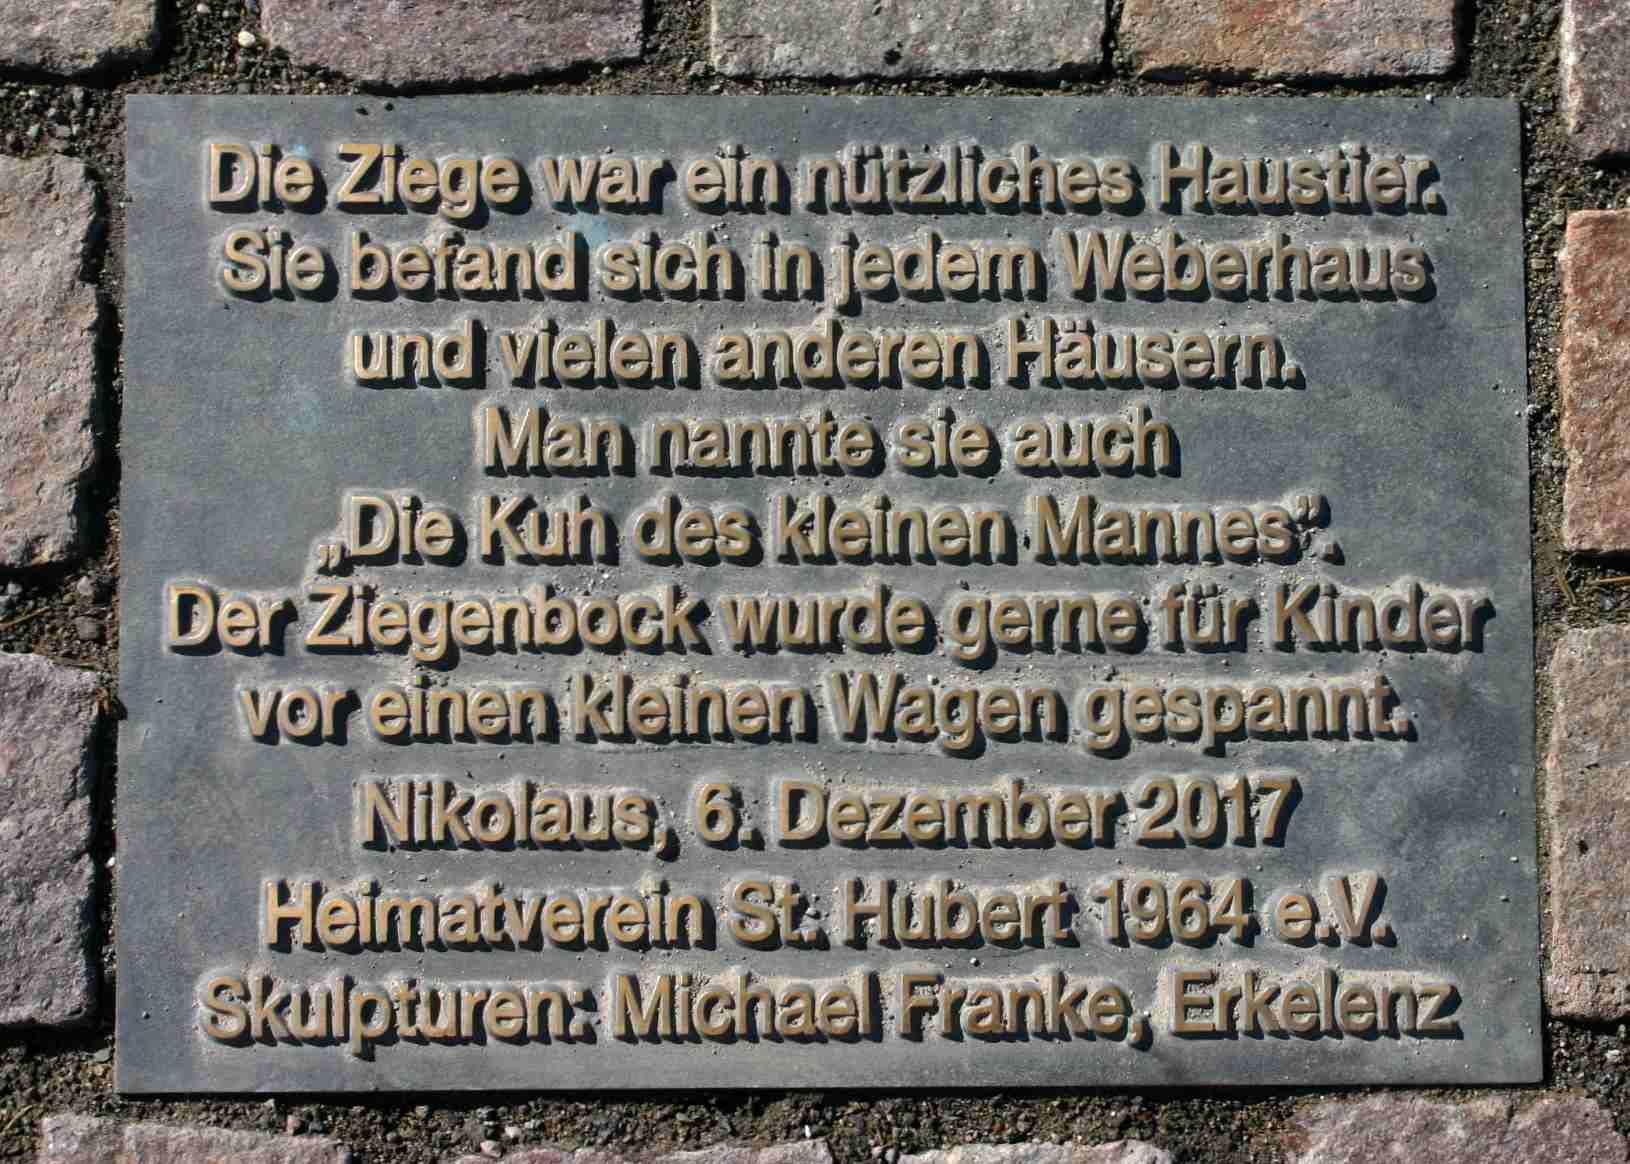 Die Ziege war ein nützliches Haustier.
Sie befand sich in jedem Weberhaus
und vielen anderen Häusern.
Man nannte sie auch
„Die Kuh des kleinen Mannes“.
Der Ziegenbock wurde gerne für Kinder
vor einen kleinen Wagen gespannt.
Nikolaus, 6. Dezember 2017
Heimatverein St. Hubert 1964 e.V.
Skulpturen: Michael Franke, Erkelenz